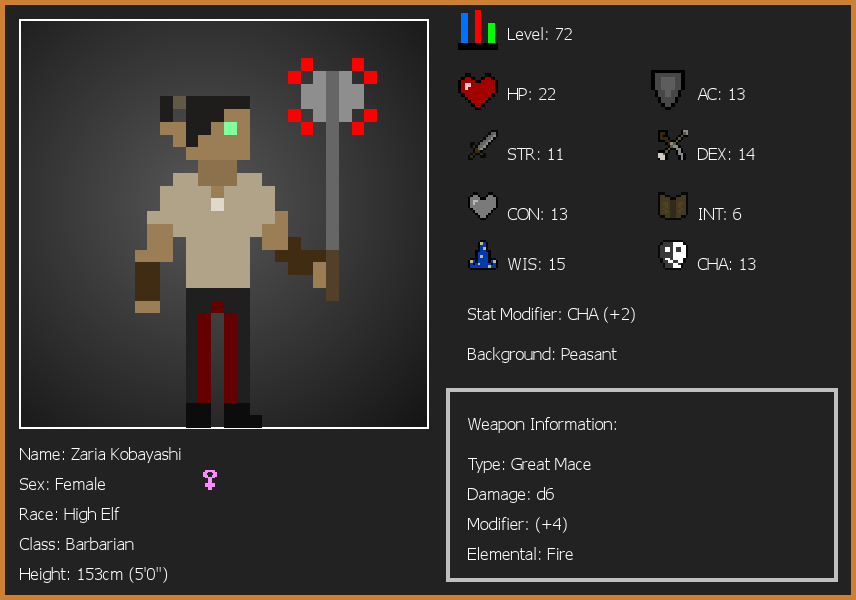 Level: 72
HP: 22
AC: 13
STR: 11
DEX: 14
CON: 13
INT: 6
WIS: 15
CHA: 13
Stat Modifier: CHA (+2)
Background: Peasant
Weapon Information:
Type: Great Mace
Damage: d6
Modifier: (+4)
Elemental: Fire
Name: Zaria Kobayashi
Sex: Female
Race: High Elf
Class: Barbarian
Height: 153cm (5'0")